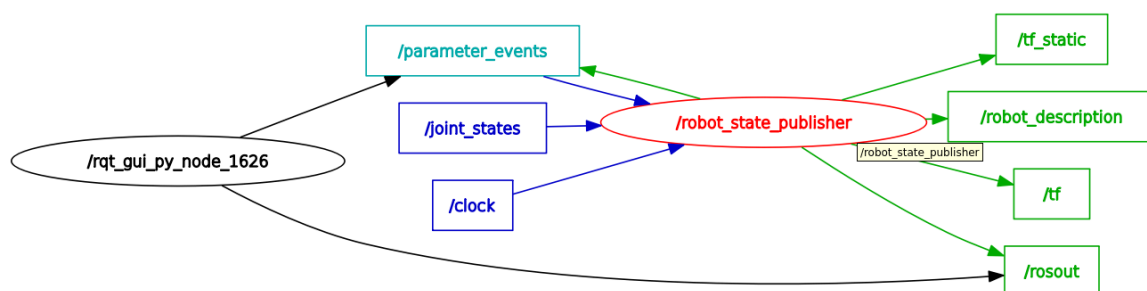 /parameter_events
/tf_static
/joint_states
/robot_state_publisher
/robot_description
/rqt_gui_py_node_1626
/robot_state_publisher
/clock
/tf
/rosout